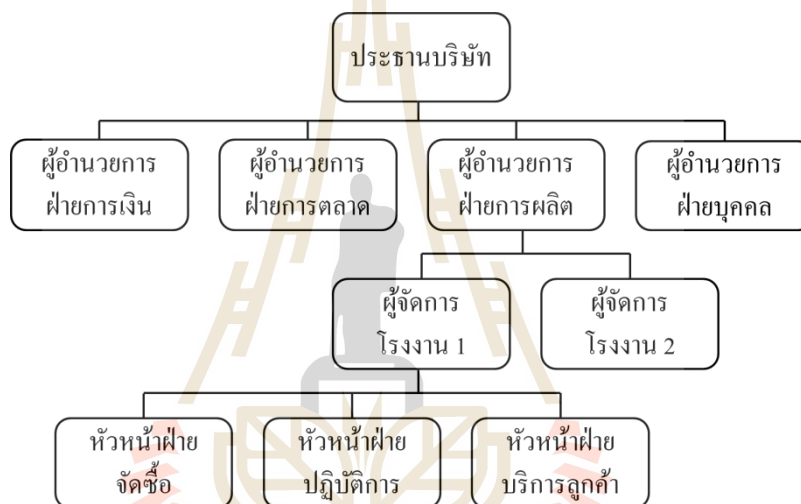 ประธานบริษัท
ผู้อำนวยการ
ฝ่ายการเงิน
ผู้อำนวยการ
ฝ่ายการตลาด
ผู้อำนวยการ
ฝ่ายการผลิต
ผู้อำนวยการ
ฝ่ายบุคคล
ผู้จัดการ
โรงงาน 1
ผู้จัดการ
โรงงาน 2
หัวหน้าฝ่าย
จัดซื้อ
หัวหน้าฝ่าย
ปฏิบัติการ
หัวหน้าฝ่าย
บริการลูกค้า